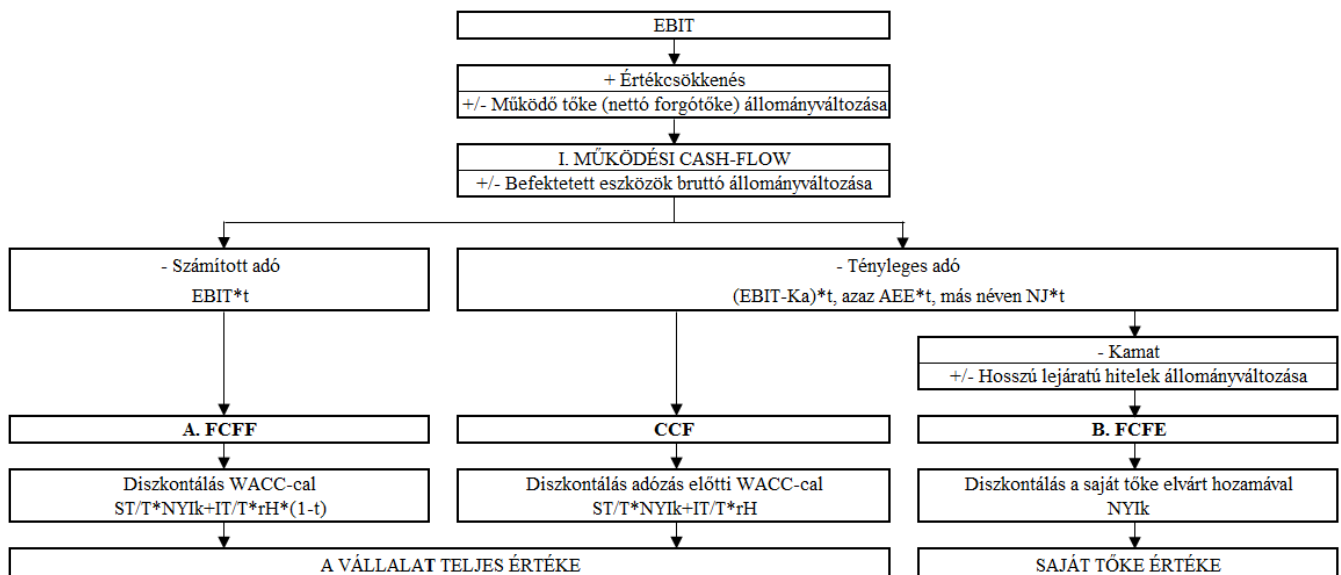 EBIT
+ Értékcsökkenés
+/- Működő tőke (nettó forgótőke) állományváltozása
I. MŰKÖDÉSI CASH-FLOW
+/- Befektetett eszközök bruttó állományváltozása
- Számított adó
EBIT*t
- Tényleges adó
(EBIT-Ka)*t, azaz AEE*t, más néven NJ*t
- Kamat
+/- Hosszú lejáratú hitelek állományváltozása
A. FCFF
CCF
B. FCFE
Diszkontálás WACC-cal
ST/T*NYIk+IT/T*rH*(1-t)
Diszkontálás adózás előtti WACC-cal
ST/T*NYIk+IT/T*rH
Diszkontálás a saját tőke elvárt hozamával
NYIk
A VÁLLALAT TELJES ÉRTÉKE
SAJÁT TŐKE ÉRTÉKE